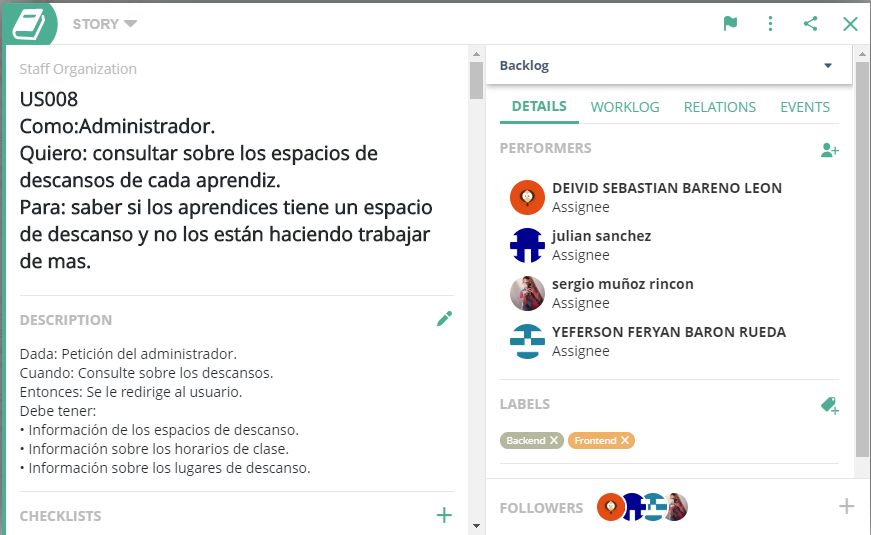 STORY
Staff Organization
US008
Como:Administrador.
Quiero: consultar sobre los espacios de
descansos de cada aprendiz.
Para: saber si los aprendices tiene un espacio
de descanso y no los están haciendo trabajar
de mas.
DESCRIPTION
Dada: Petición del administrador.
Cuando: Consulte sobre los descansos.
Entonces: Se le redirige al usuario.
Debe tener:
• Información de los espacios de descanso.
• Información sobre los horarios de clase.
• Información sobre los lugares de descanso.
CHECKLISTS
Backlog
DETAILS WORKLOG RELATIONS EVENTS
PERFORMERS
DEIVID SEBASTIAN BARENO LEON
Assignee
julian sanchez
Assignee
sergio muñoz rincon
Assignee
YEFERSON FERYAN BARON RUEDA
Assignee
LABELS
Backend Frontend
FOLLOWERS